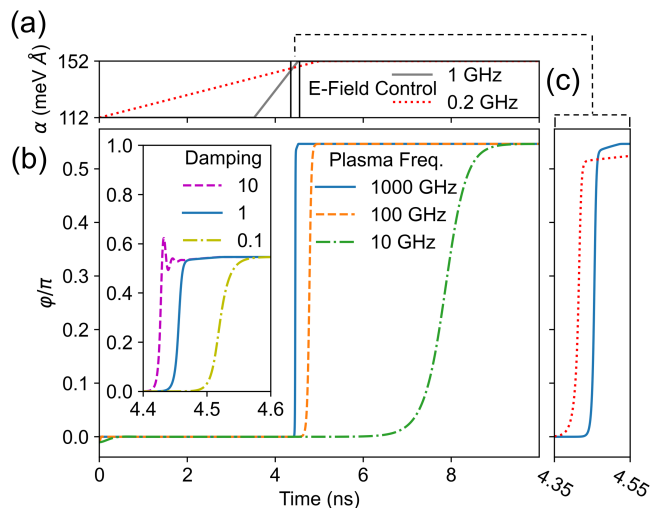 (a)
152
112
α (meV Å)
E-Field Control
1 GHz
0.2 GHz
(c)
(b)
0.5
0.4
0.3
0.2
0.1
0.0
φ/π
Damping
10
1
0.1
1.0
0.8
0.6
0.4
0.2
0.0
4.4
4.5
4.6
Plasma Freq.
1000 GHz
100 GHz
10 GHz
0
2
4
6
8
Time (ns)
4.35
4.55